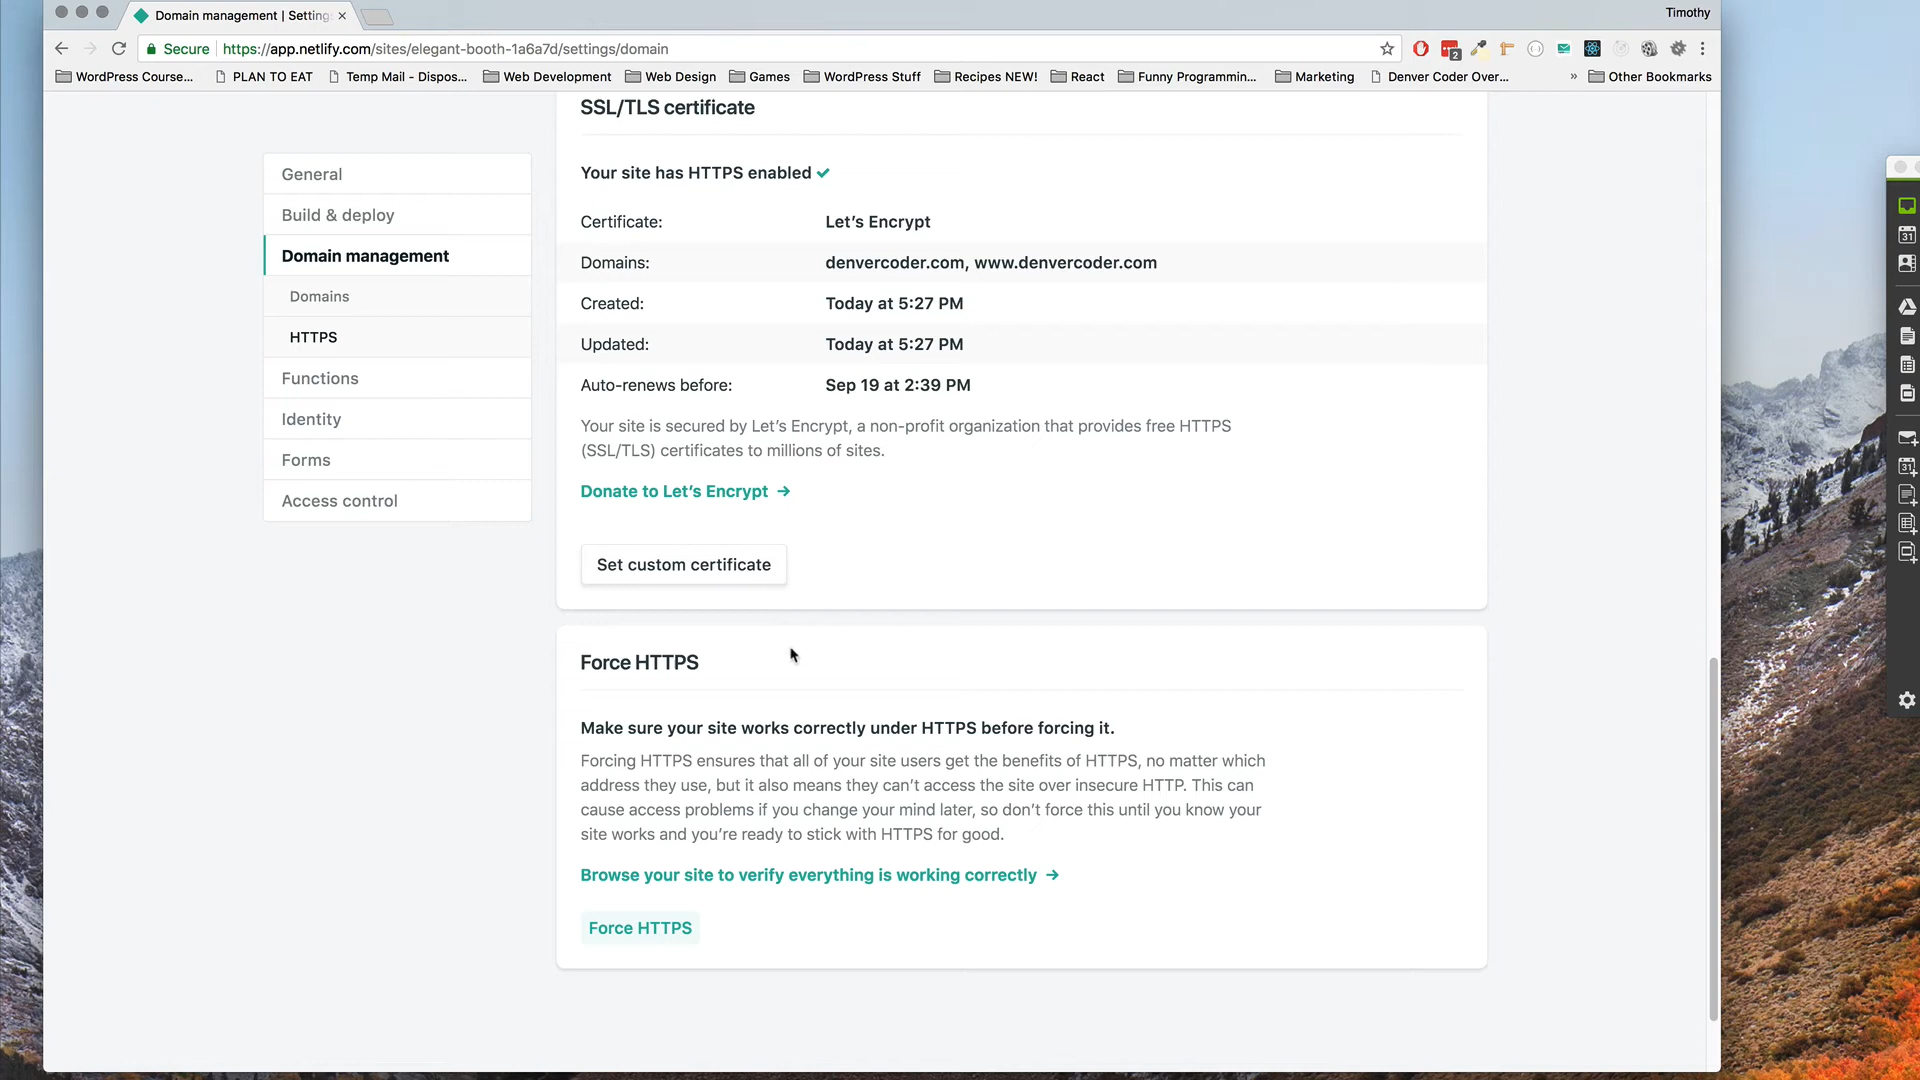 Domain management | Setting
Timothy
Secure
https://app.netlify.com/sites/elegant-booth-1a6a7d/settings/domain
2
WordPress Course...
PLAN TO EAT
Temp Mail - Dispos...
Web Development
Web Design
Games
WordPress Stuff
Recipes NEW!
React
Funny Programmin...
Marketing
Denver Coder Over...
»
Other Bookmarks
General
Build & deploy
Domain management
Domains
HTTPS
Functions
Identity
Forms
Access control
SSL/TLS certificate
Your site has HTTPS enabled
Certificate: Let's Encrypt
Domains: denvercoder.com, www.denvercoder.com
Created: Today at 5:27 PM
Updated: Today at 5:27 PM
Auto-renews before: Sep 19 at 2:39 PM
Your site is secured by Let's Encrypt, a non-profit organization that provides free HTTPS
(SSL/TLS) certificates to millions of sites.
Donate to Let's Encrypt →
Set custom certificate
Force HTTPS
Make sure your site works correctly under HTTPS before forcing it.
Forcing HTTPS ensures that all of your site users get the benefits of HTTPS, no matter which
address they use, but it also means they can't access the site over insecure HTTP. This can
cause access problems if you change your mind later, so don't force this until you know your
site works and you're ready to stick with HTTPS for good.
Browse your site to verify everything is working correctly →
Force HTTPS
31
31